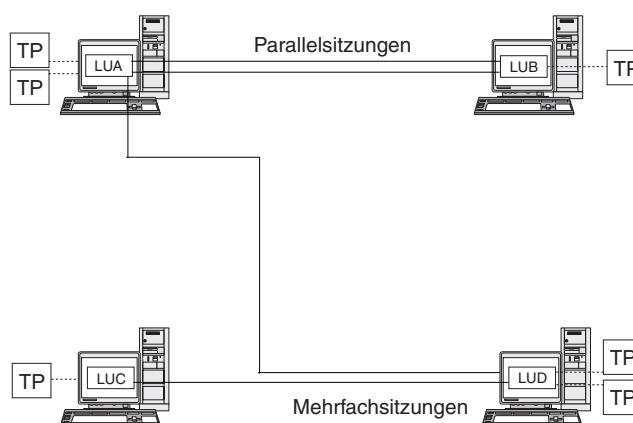 Parallelsitzungen
TP
TP
LUA
LUB
TP
TP
LUC
LUD
TP
TP
Mehrfachsitzungen